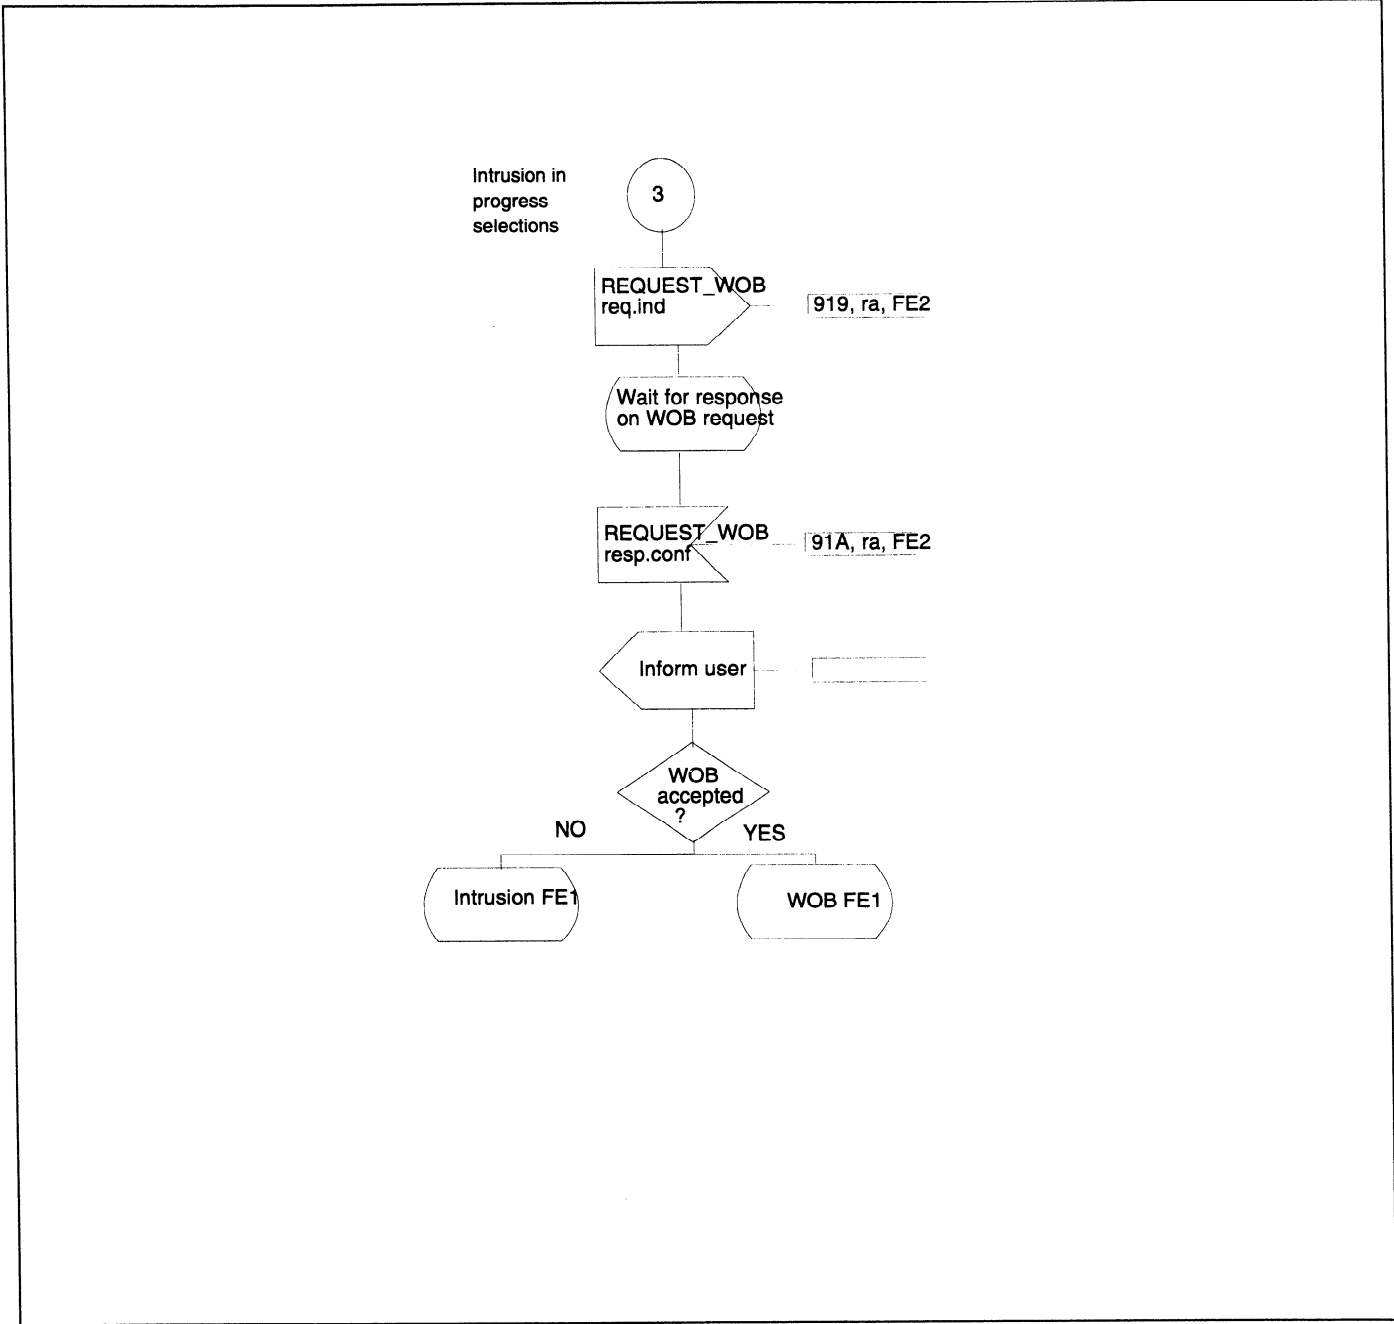 Intrusion in
progress
selections
3
REQUEST_WOB
req.ind
919, ra, FE2
Wait for response
on WOB request
REQUEST_WOB
resp.conf
91A, ra, FE2
Inform user
WOB
accepted
?
NO
YES
Intrusion FE1
WOB FE1